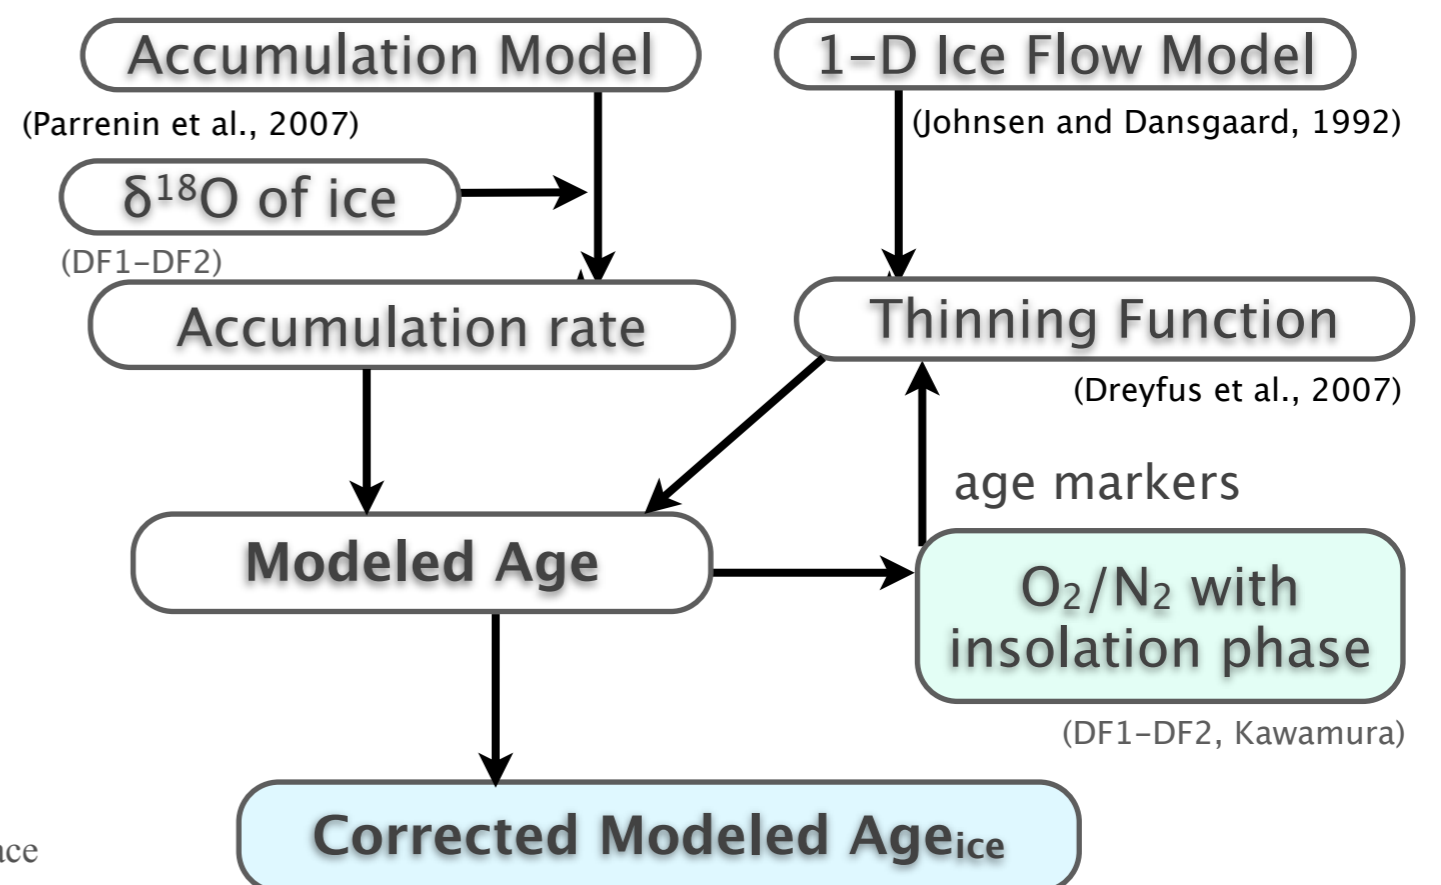 Accumulation Model
1-D Ice Flow Model
(Parrenin et al., 2007)
(Johnsen and Dansgaard, 1992)
δ¹⁸O of ice
(DF1-DF2)
Accumulation rate
Thinning Function
(Dreyfus et al., 2007)
age markers
Modeled Age
O₂/N₂ with
insolation phase
(DF1-DF2, Kawamura)
Corrected Modeled Ageice